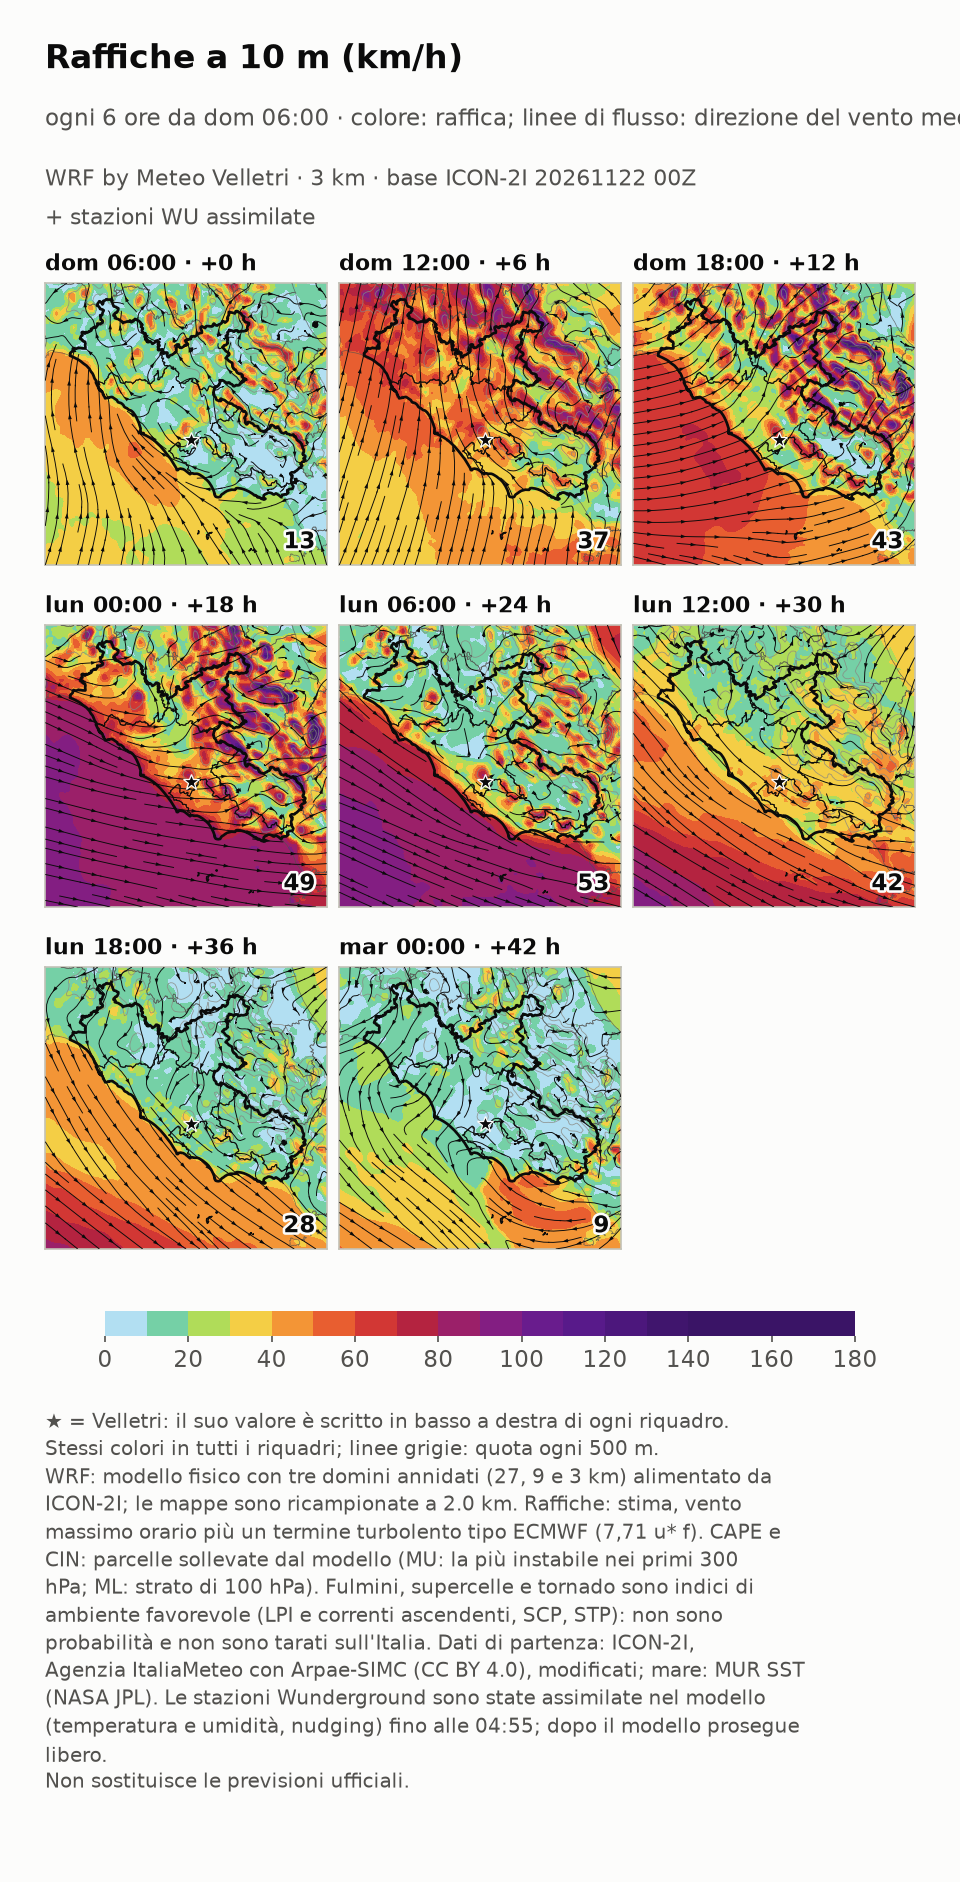 Raffiche a 10 m (km/h)
ogni 6 ore da dom 06:00 · colore: raffica; linee di flusso: direzione del vento
WRF by Meteo Velletri · 3 km · base ICON-2I 20261122 00Z
+ stazioni WU assimilate
dom 06:00 · +0 h
dom 12:00 · +6 h
dom 18:00 · +12 h
13
37
43
lun 00:00 · +18 h
lun 06:00 · +24 h
lun 12:00 · +30 h
49
53
42
lun 18:00 · +36 h
mar 00:00 · +42 h
28
9
0 20 40 60 80 100 120 140 160 180
★ = Velletri: il suo valore è scritto in basso a destra di ogni riquadro.
Stessi colori in tutti i riquadri; linee grigie: quota ogni 500 m.
WRF: modello fisico con tre domini annidati (27, 9 e 3 km) alimentato da
ICON-2I; le mappe sono ricampionate a 2.0 km. Raffiche: stima, vento
massimo orario più un termine turbolento tipo ECMWF (7,71 u* f). CAPE e
CIN: parcelle sollevate dal modello (MU: la più instabile nei primi 300
hPa; ML: strato di 100 hPa). Fulmini, supercelle e tornado sono indici di
ambiente favorevole (LPI e correnti ascendenti, SCP, STP): non sono
probabilità e non sono tarati sull'Italia. Dati di partenza: ICON-2I,
Agenzia ItaliaMeteo con Arpae-SIMC (CC BY 4.0), modificati; mare: MUR SST
(NASA JPL). Le stazioni Wunderground sono state assimilate nel modello
(temperatura e umidità, nudging) fino alle 04:55; dopo il modello prosegue
libero.
Non sostituisce le previsioni ufficiali.